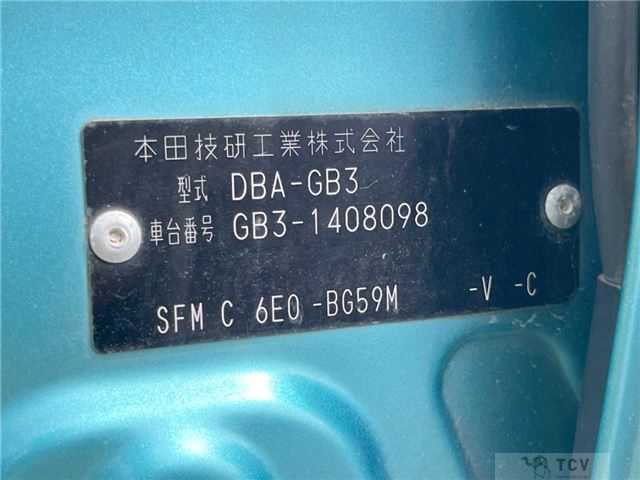 本田技研工業株式会社
型式 DBA-GB3
車台番号 GB3-1408098
SFM C 6E0 -BG59M -V -C
TCV